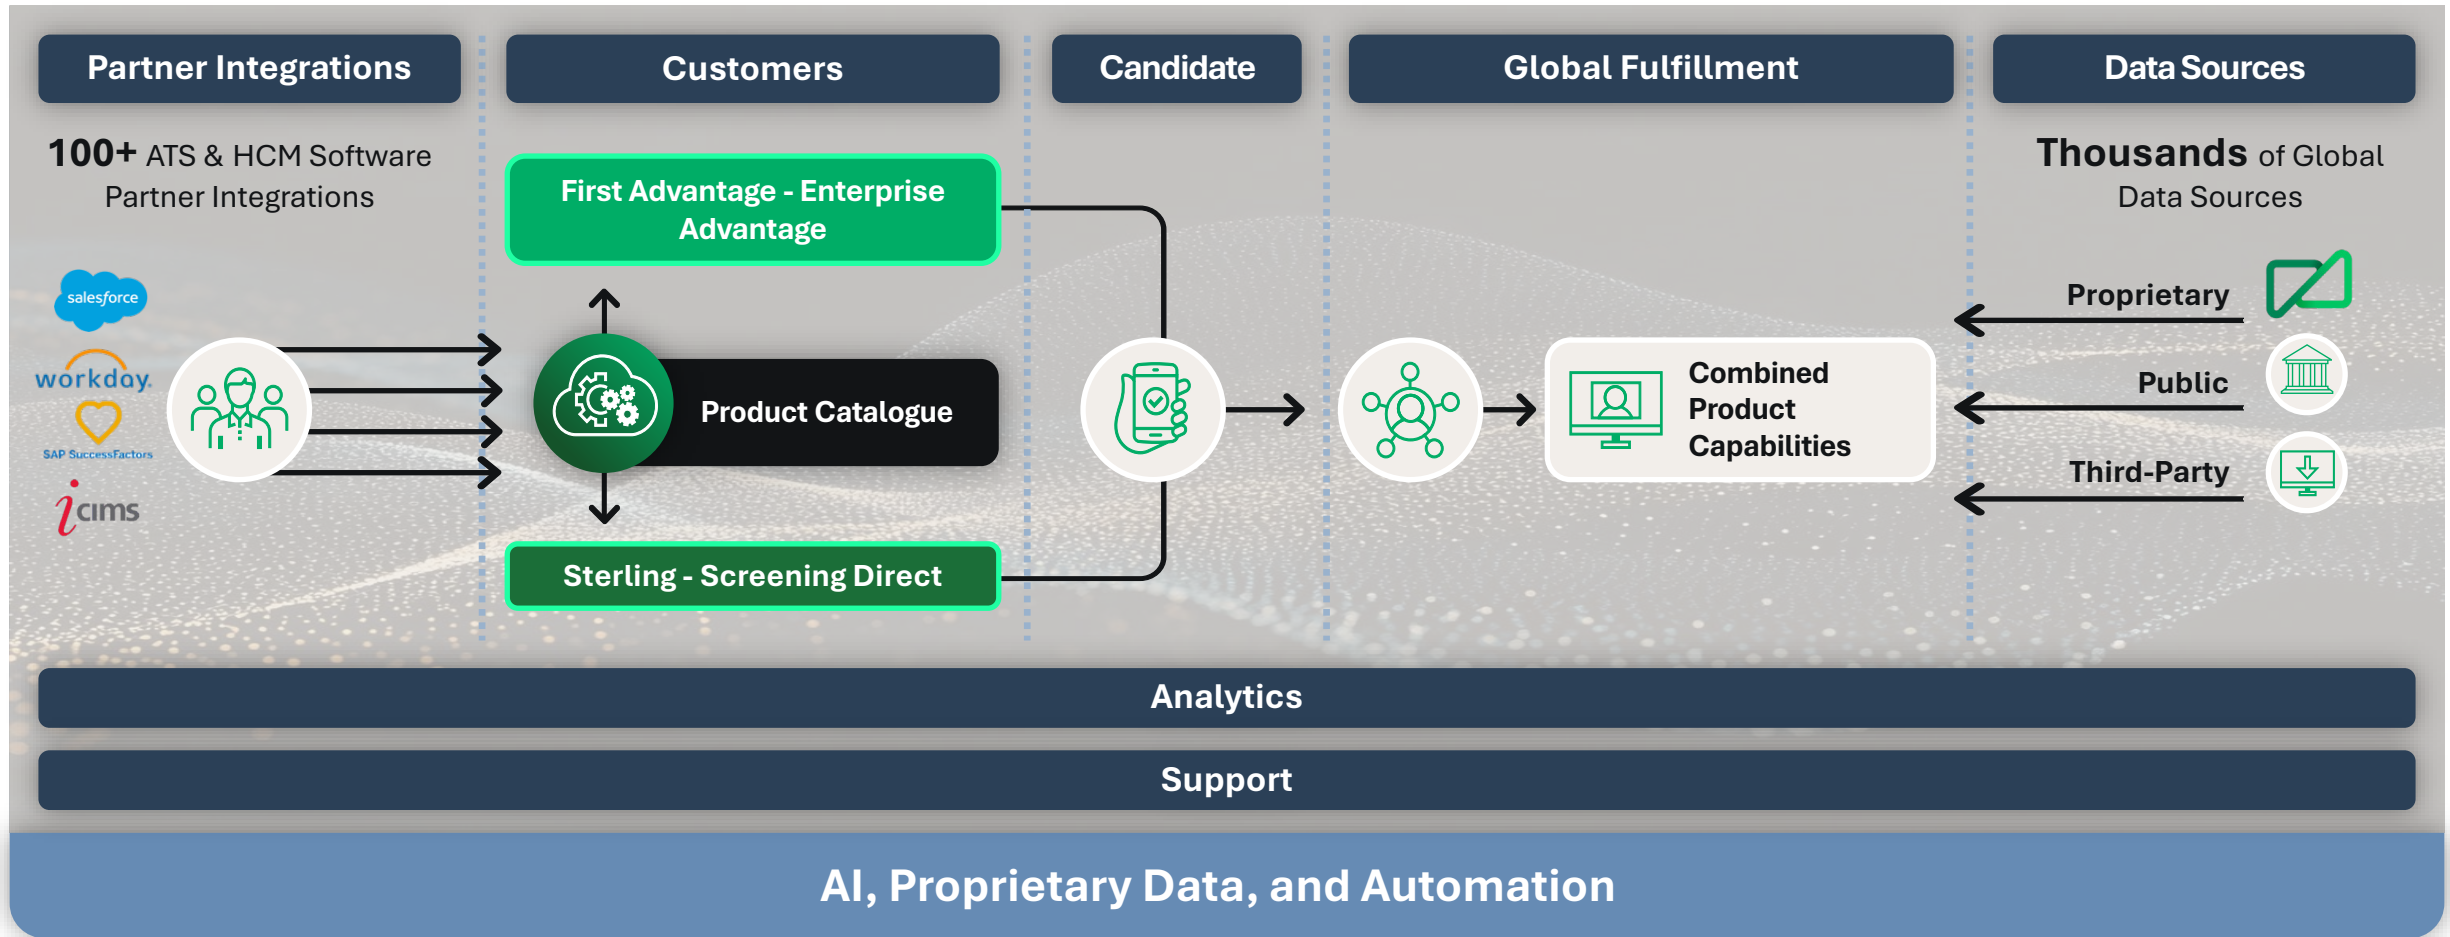 Partner Integrations
Customers
Candidate
Global Fulfillment
Data Sources
100+ ATS & HCM Software
Partner Integrations
salesforce
workday.
SAP SuccessFactors
icims
First Advantage - Enterprise
Advantage
Product Catalogue
Sterling - Screening Direct
Combined
Product
Capabilities
Thousands of Global
Data Sources
Proprietary
Public
Third-Party
Analytics
Support
AI, Proprietary Data, and Automation